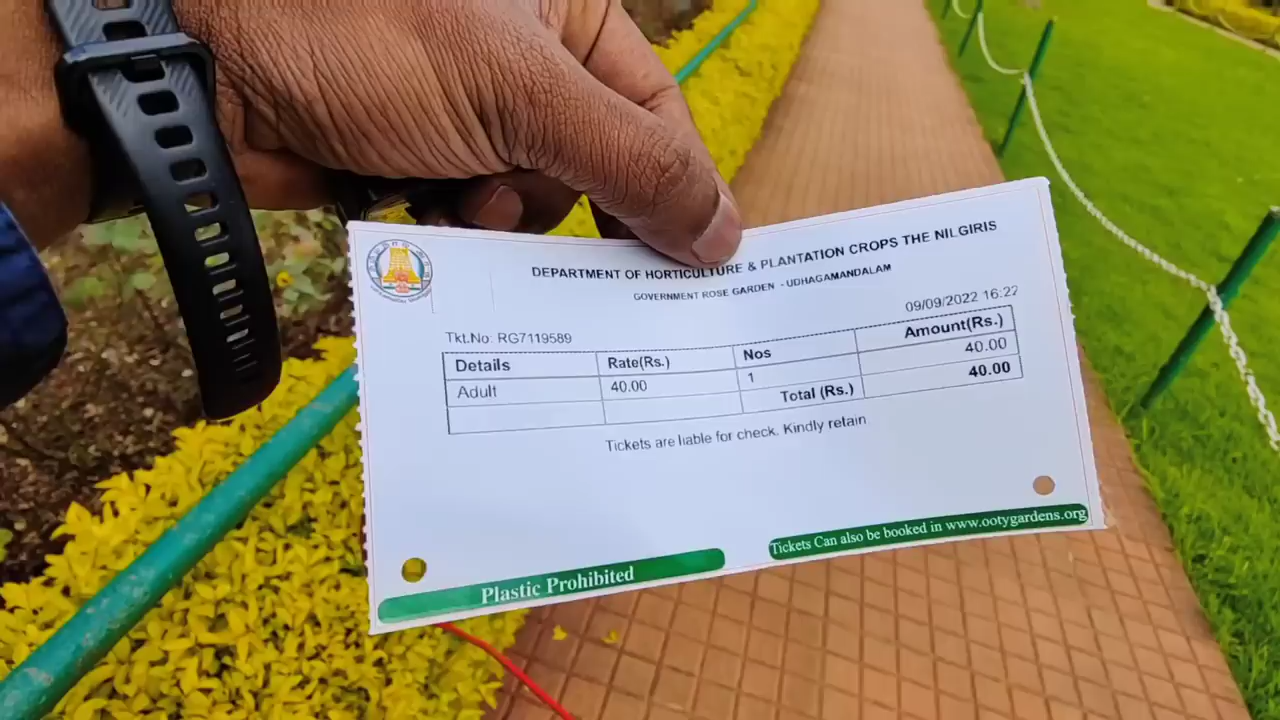 DEPARTMENT OF HORTICULTURE & PLANTATION CROPS THE NILGIRIS
GOVERNMENT ROSE GARDEN - UDHAGAMANDALAM
09/09/2022 16:22
Tkt.No: RG7119589
Details Rate(Rs.) Nos Amount(Rs.)
Adult 40.00 1 40.00
Total (Rs.) 40.00
Tickets are liable for check. Kindly retain
Plastic Prohibited
Tickets Can also be booked in www.ootygardens.org